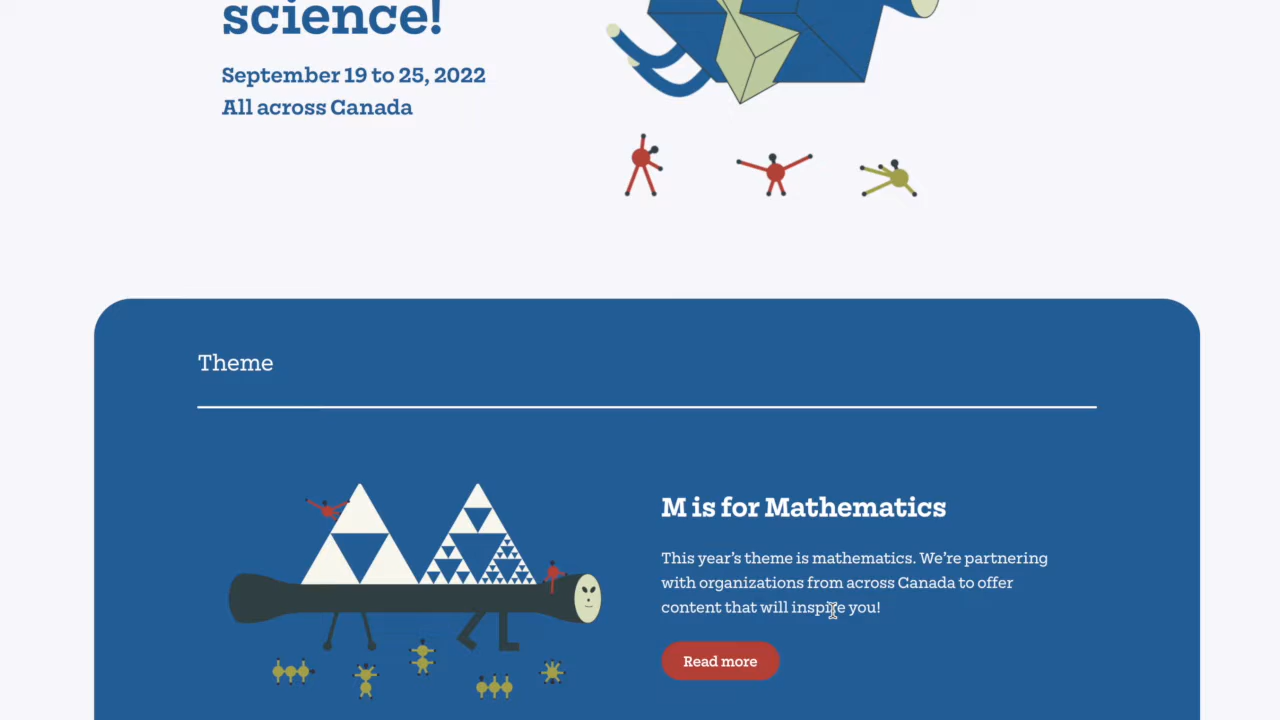 science!
September 19 to 25, 2022
All across Canada
Theme
M is for Mathematics
This year’s theme is mathematics. We’re partnering
with organizations from across Canada to offer
content that will inspire you!
Read more